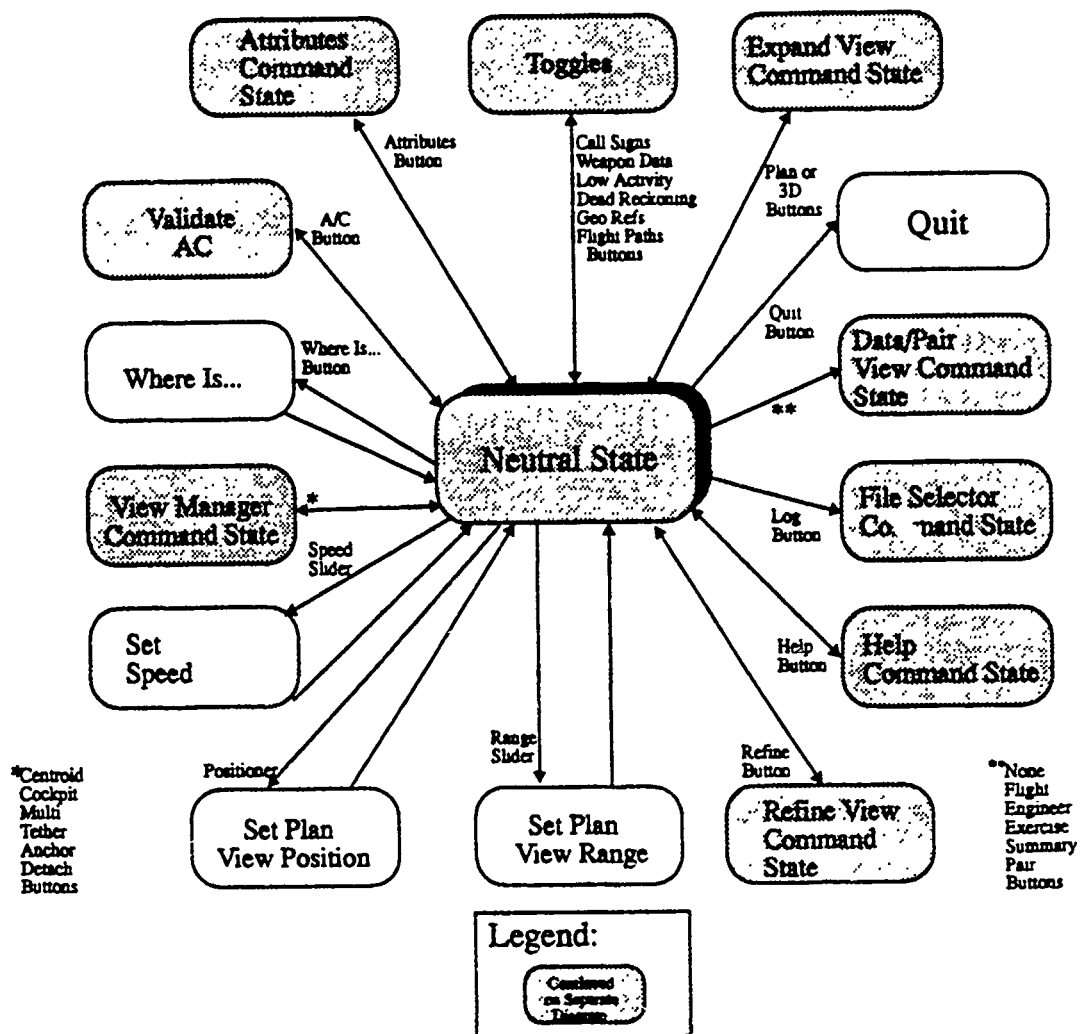 Attributes
Command
State
Toggles
Expand View
Command State
Attributes
Button
Call Signs
Weapon Data
Low Activity
Dead Reckoning
Geo Refs
Flight Paths
Buttons
Plan or
3D
Buttons
Validate
AC
A/C
Button
Quit
Quit
Button
Where Is...
Where Is...
Button
Data/Pair
View Command
State
**
Neutral State
View Manager
Command State
*
File Selector
Command State
Log
Button
Speed
Slider
Set
Speed
Help
Button
Help
Command State
*Centroid
Cockpit
Multi
Tether
Anchor
Detach
Buttons
Positioner
Set Plan
View Position
Range
Slider
Set Plan
View Range
Refine
Button
Refine View
Command
State
**None
Flight
Engineer
Exercise
Summary
Pair
Buttons
Legend:
Continued
on Separate
Diagram